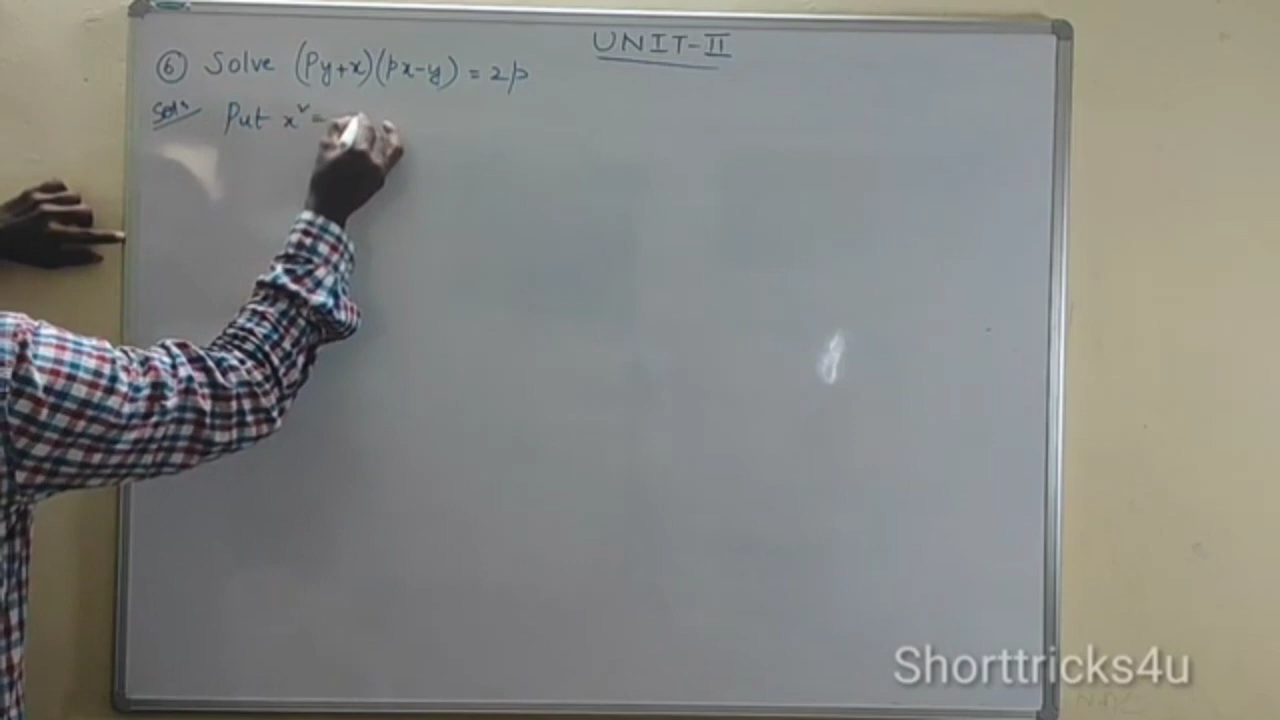 UNIT-II
⑥ Solve (Py+x)(px-y) = 2p
Soln Put x² =
Shorttricks4u